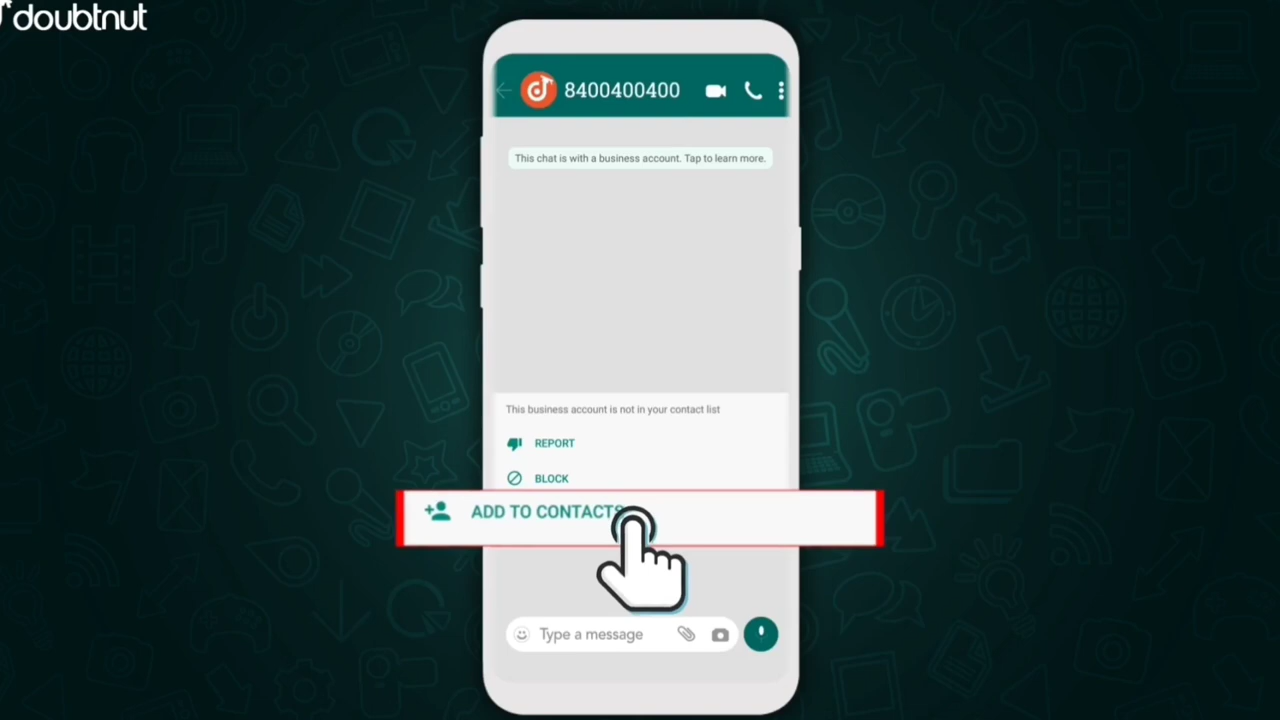 doubtnut
8400400400
This chat is with a business account. Tap to learn more.
This business account is not in your contact list
REPORT
BLOCK
ADD TO CONTACTS
Type a message